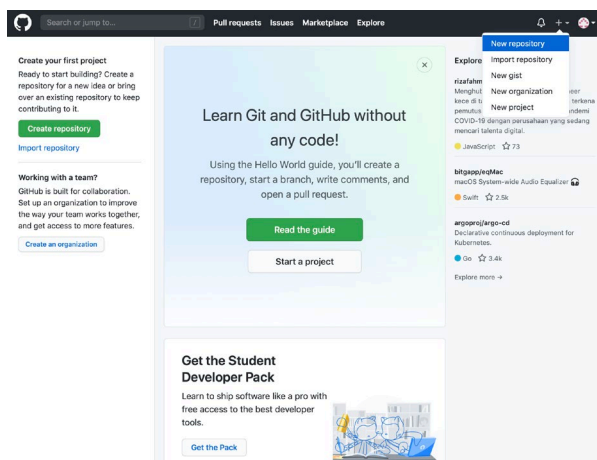 Search or jump to...
/
Pull requests Issues Marketplace Explore
Create your first project
Ready to start building? Create a
repository for a new idea or bring
over an existing repository to keep
contributing to it.
Create repository
Import repository
Working with a team?
GitHub is built for collaboration.
Set up an organization to improve
the way your team works together,
and get access to more features.
Create an organization
Learn Git and GitHub without
any code!
Using the Hello World guide, you'll create a
repository, start a branch, write comments, and
open a pull request.
Read the guide
Start a project
Get the Student
Developer Pack
Learn to ship software like a pro with
free access to the best developer
tools.
Get the Pack
New repository
Import repository
New gist
New organization
New project
Explore
rizafahm
Menghub
kece di ta terkena
pemutus
COVID-19 dengan perusahaan yang sedang
mencari talenta digital.
JavaScript 73
bitgapp/eqMac
macOS System-wide Audio Equalizer
Swift 2.5k
argoproj/argo-cd
Declarative continuous deployment for
Kubernetes.
Go 3.4k
Explore more →